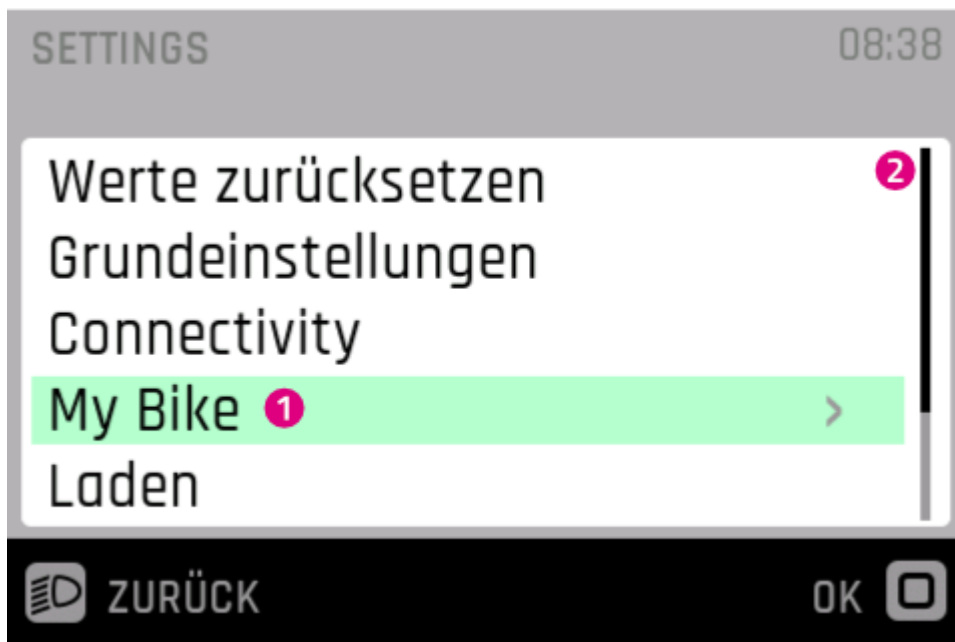 SETTINGS 08:38
Werte zurücksetzen 2
Grundeinstellungen
Connectivity
My Bike 1 >
Laden
ZURÜCK OK